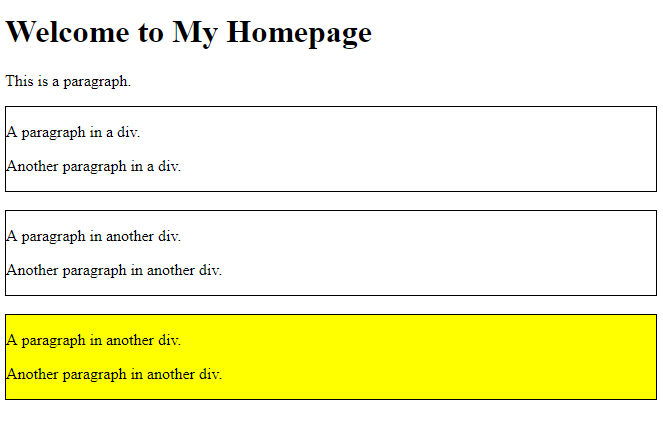 Welcome to My Homepage
This is a paragraph.
A paragraph in a div.
Another paragraph in a div.
A paragraph in another div.
Another paragraph in another div.
A paragraph in another div.
Another paragraph in another div.